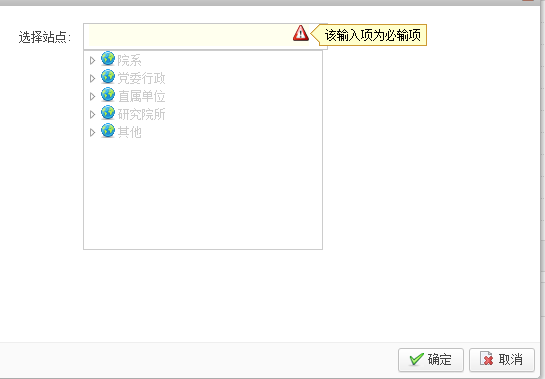 选择站点:
该输入项为必输项
院系
党委行政
直属单位
研究院所
其他
确定 取消